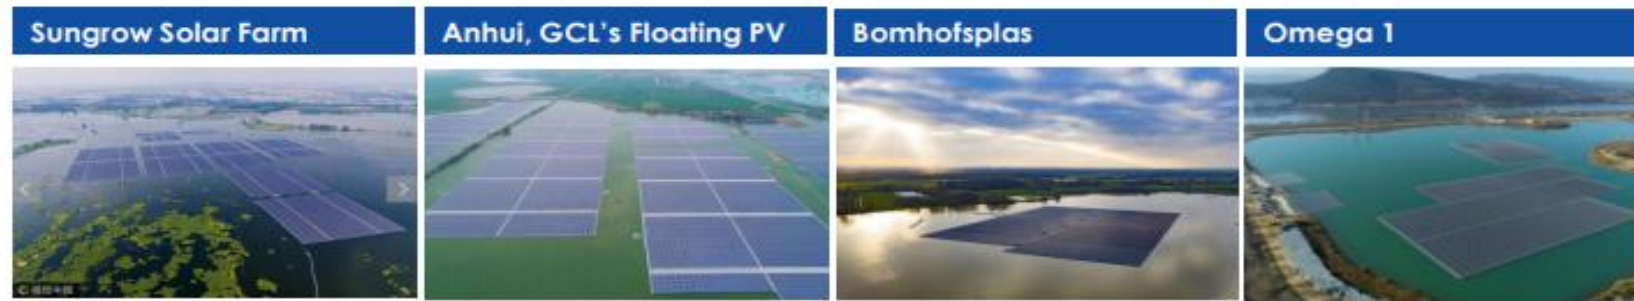 Sungrow Solar Farm
Anhui, GCL's Floating PV
Bomhofsplas
Omega 1